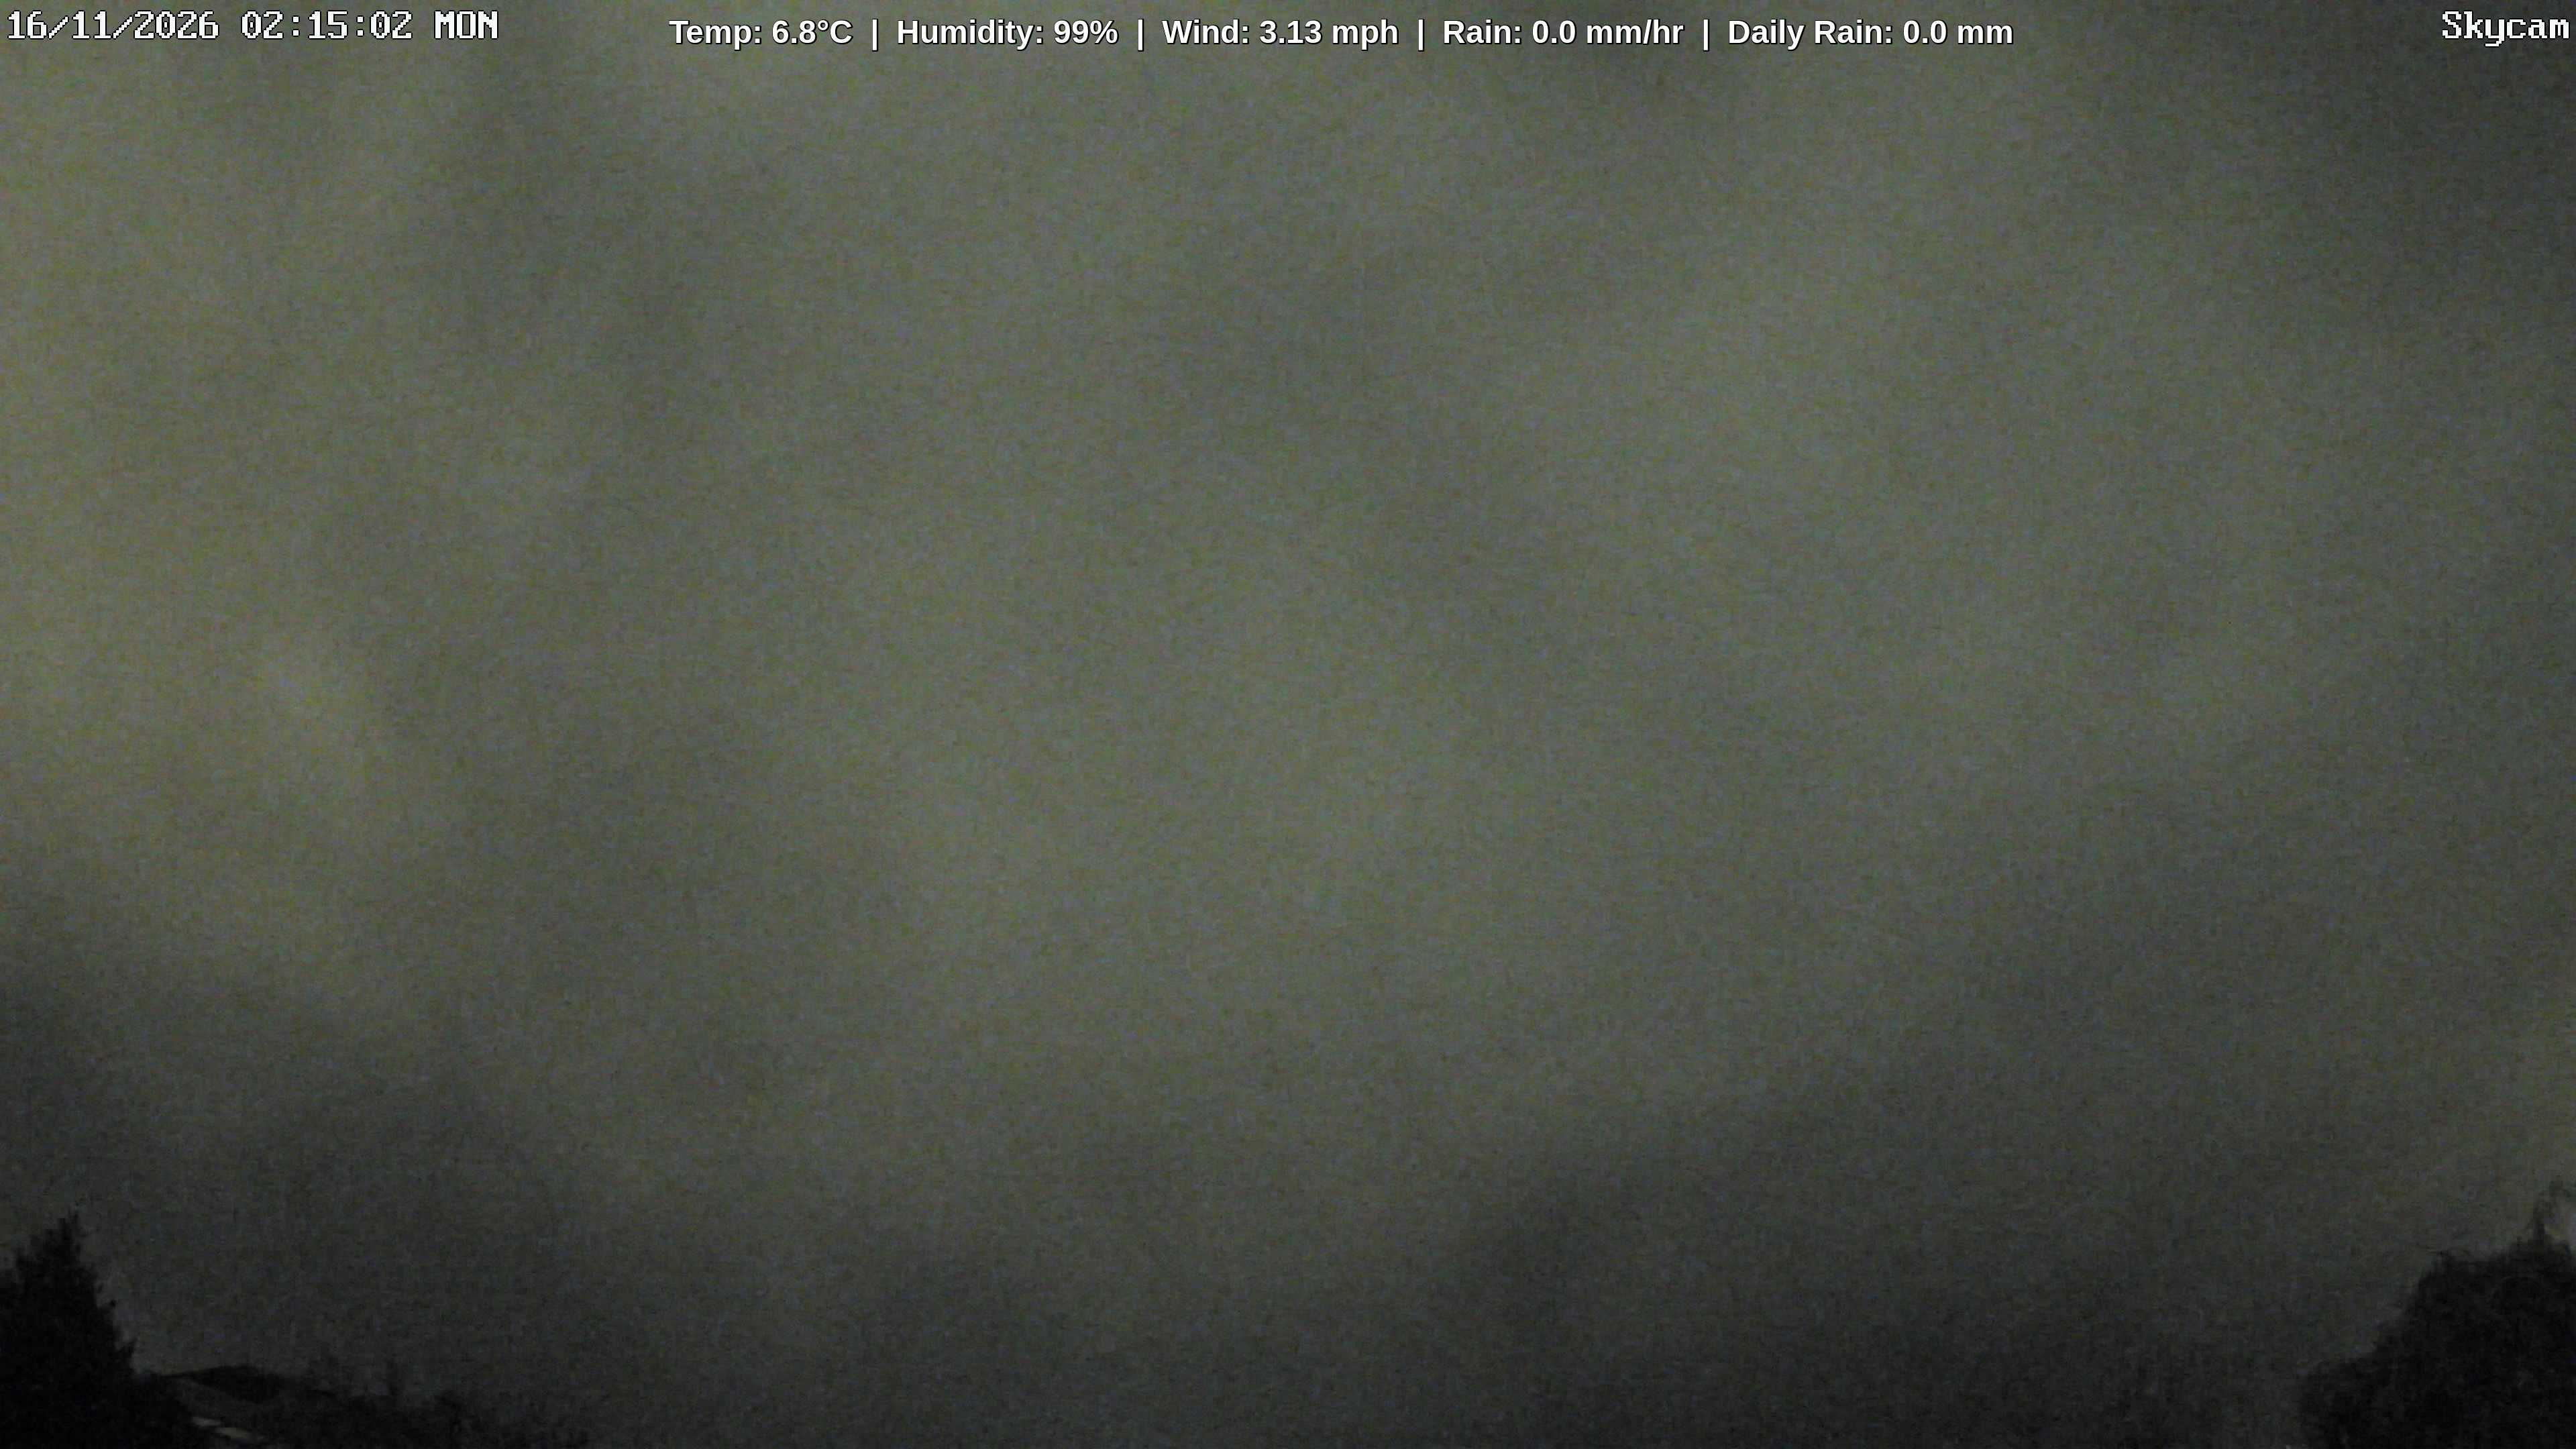 16/11/2026 02:15:02 MON
Temp: 6.8°C | Humidity: 99% | Wind: 3.13 mph | Rain: 0.0 mm/hr | Daily Rain: 0.0 mm
Skycam